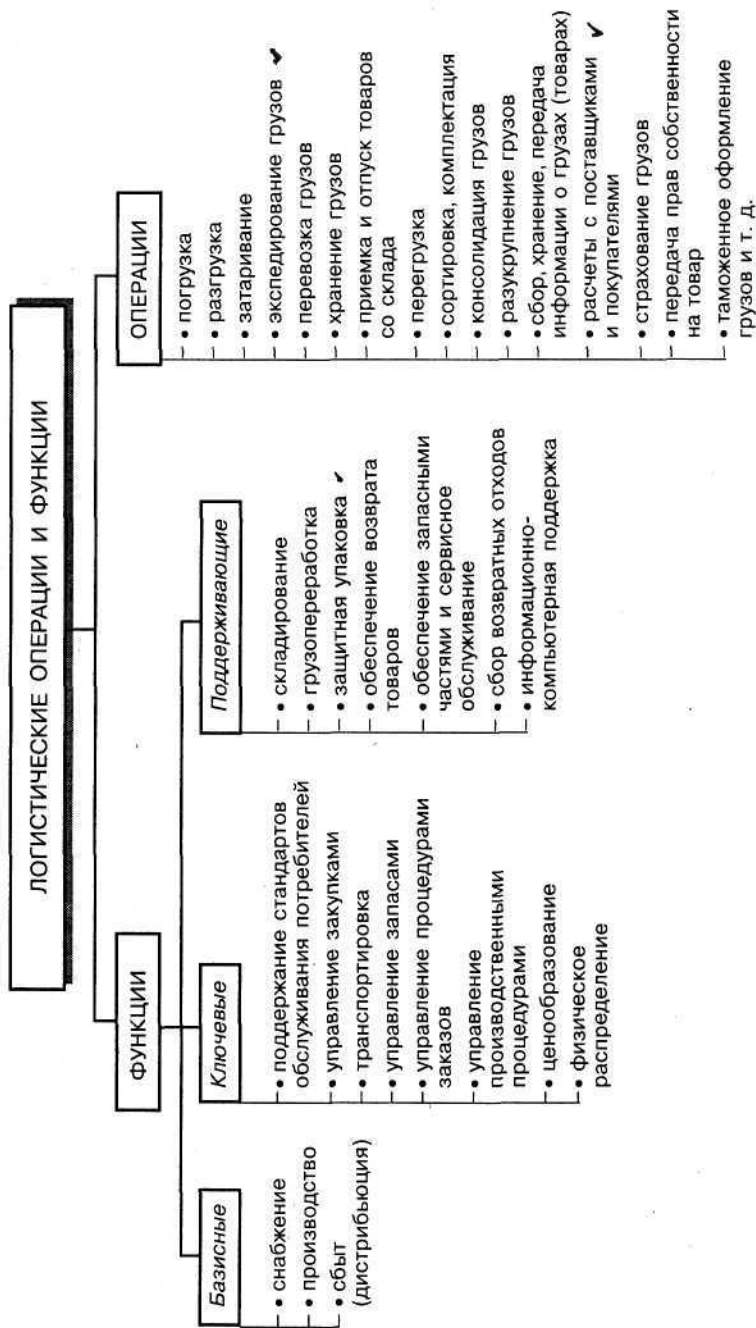 ЛОГИСТИЧЕСКИЕ ОПЕРАЦИИ И ФУНКЦИИ
ФУНКЦИИ
Базисные
• снабжение
• производство
• сбыт
(дистрибьюция)
Ключевые
• поддержание стандартов
обслуживания потребителей
• управление закупками
• транспортировка
• управление запасами
• управление процедурами
заказов
• управление
производственными
процедурами
• ценообразование
• физическое
распределение
Поддерживающие
• складирование
• грузопереработка
• защитная упаковка ✓
• обеспечение возврата
товаров
• обеспечение запасными
частями и сервисное
обслуживание
• сбор возвратных отходов
• информационно-
компьютерная поддержка
ОПЕРАЦИИ
• погрузка
• разгрузка
• затаривание
• экспедирование грузов ✓
• перевозка грузов
• хранение грузов
• приемка и отпуск товаров
со склада
• перегрузка
• сортировка, комплектация
• консолидация грузов
• разукрупнение грузов
• сбор, хранение, передача
информации о грузах (товарах)
• расчеты с поставщиками ✓
и покупателями
• страхование грузов
• передача прав собственности
на товар
• таможенное оформление
грузов и т. д.